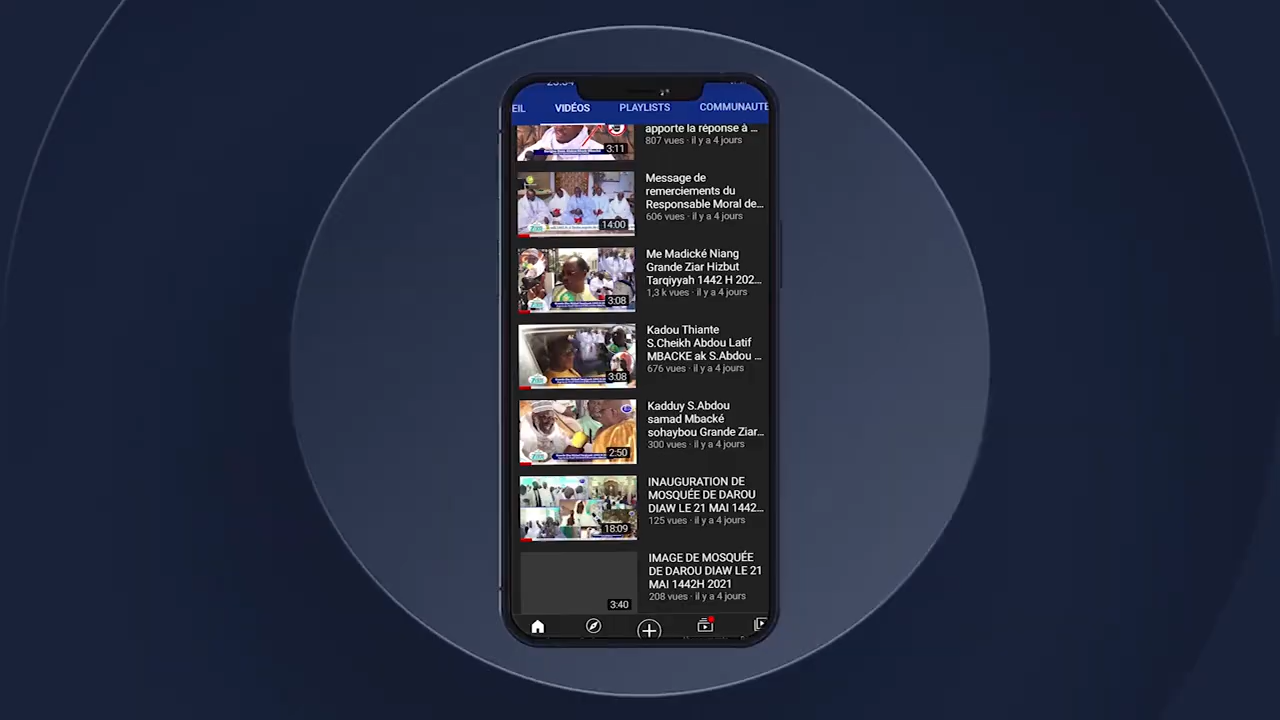 EIL VIDÉOS PLAYLISTS COMMUNAUTÉ
apporte la réponse à ...
807 vues · il y a 4 jours
3:11
Message de
remerciements du
Responsable Moral de...
606 vues · il y a 4 jours
14:00
Me Madické Niang
Grande Ziar Hizbut
Tarqiyyah 1442 H 202...
1,3 k vues · il y a 4 jours
3:08
Kadou Thiante
S.Cheikh Abdou Latif
MBACKE ak S.Abdou ...
676 vues · il y a 4 jours
3:08
Kadduy S.Abdou
samad Mbacké
sohaybou Grande Ziar...
300 vues · il y a 4 jours
2:50
INAUGURATION DE
MOSQUÉE DE DAROU
DIAW LE 21 MAI 1442...
125 vues · il y a 4 jours
18:09
IMAGE DE MOSQUÉE
DE DAROU DIAW LE 21
MAI 1442H 2021
208 vues · il y a 4 jours
3:40